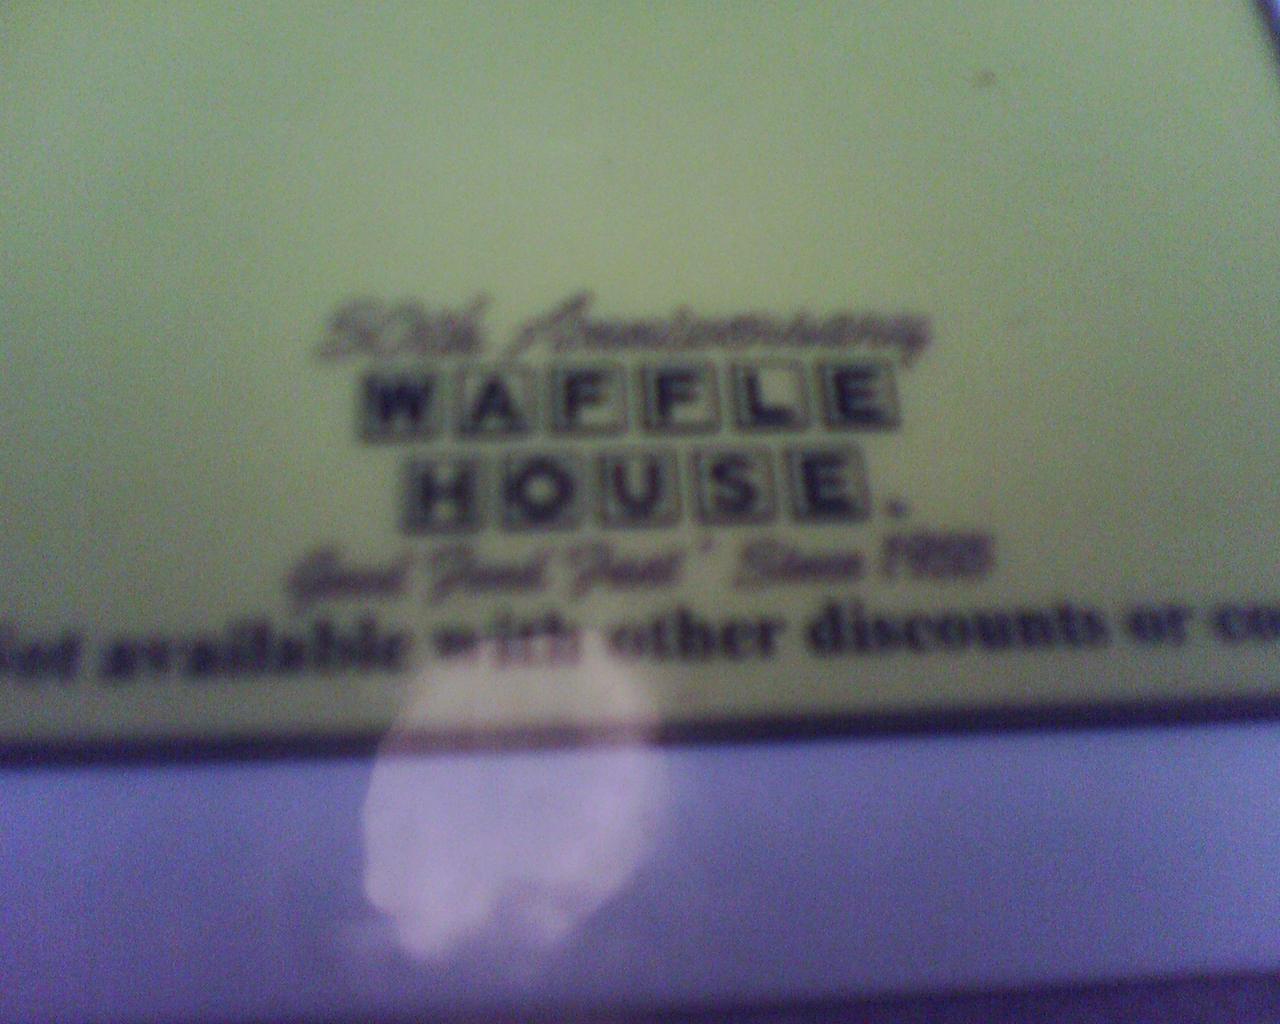 50th Anniversary
WAFFLE
HOUSE.
Good Food Fast Since 1955
available with other discounts or